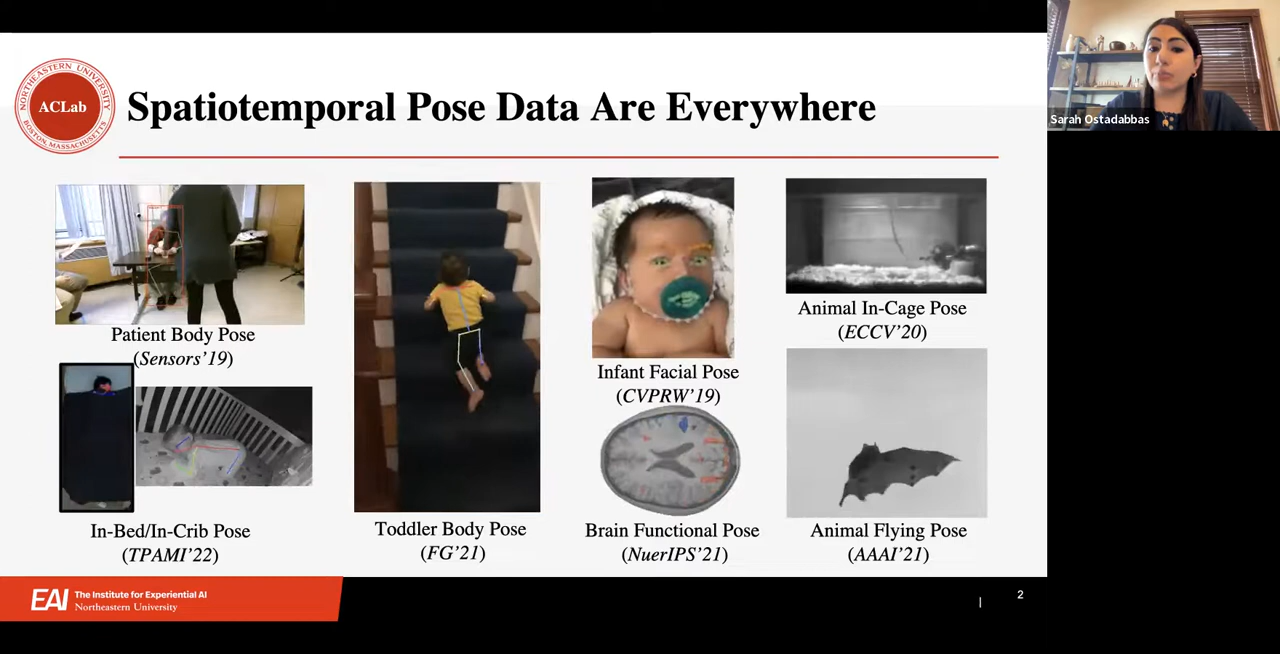 NORTHEASTERN UNIVERSITY
ACLab
BOSTON, MASSACHUSETTS
Spatiotemporal Pose Data Are Everywhere
Sarah Ostadabbas
Patient Body Pose
(Sensors'19)
In-Bed/In-Crib Pose
(TPAMI'22)
Toddler Body Pose
(FG'21)
Infant Facial Pose
(CVPRW'19)
Brain Functional Pose
(NuerIPS'21)
Animal In-Cage Pose
(ECCV'20)
Animal Flying Pose
(AAAI'21)
EAI
The Institute for Experiential AI
Northeastern University
| 2